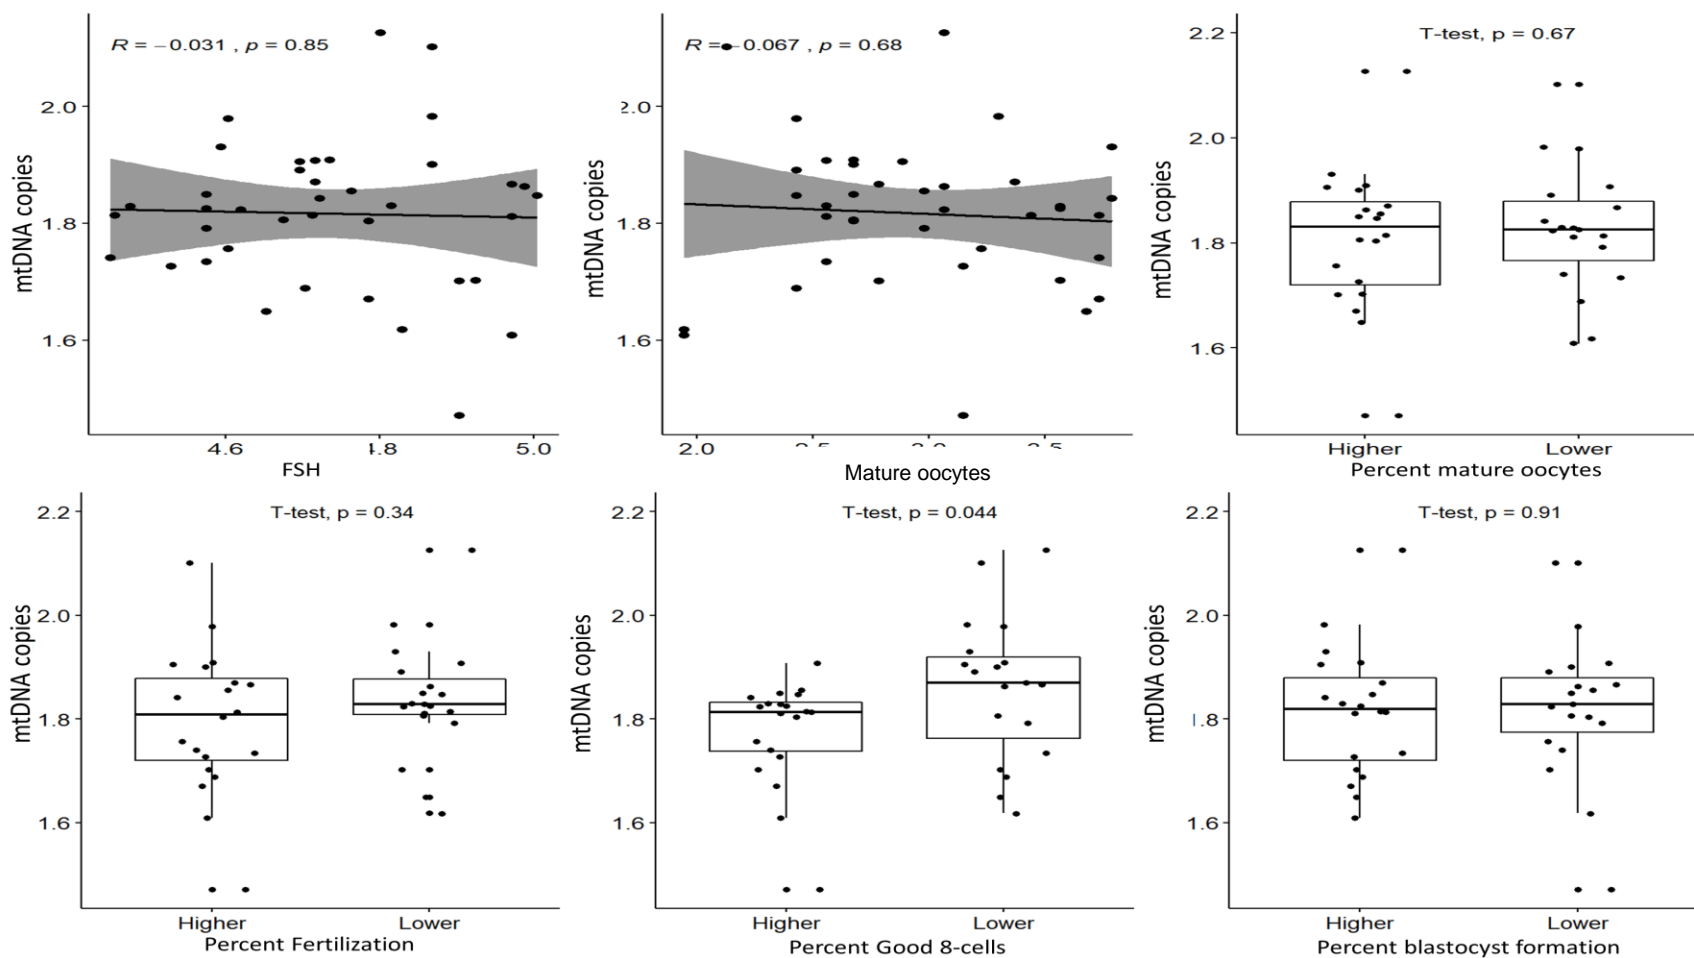 R = −0.031 , p = 0.85
mtDNA copies
2.0
1.8
1.6
4.6
5.0
FSH
R = −0.067 , p = 0.68
mtDNA copies
2.0
1.8
1.6
2.0
Mature oocytes
T-test, p = 0.67
mtDNA copies
2.2
2.0
1.8
1.6
Higher Lower
Percent mature oocytes
T-test, p = 0.34
mtDNA copies
2.2
2.0
1.8
1.6
Higher Lower
Percent Fertilization
T-test, p = 0.044
mtDNA copies
2.2
2.0
1.8
1.6
Higher Lower
Percent Good 8-cells
T-test, p = 0.91
mtDNA copies
2.2
2.0
1.8
1.6
Higher Lower
Percent blastocyst formation